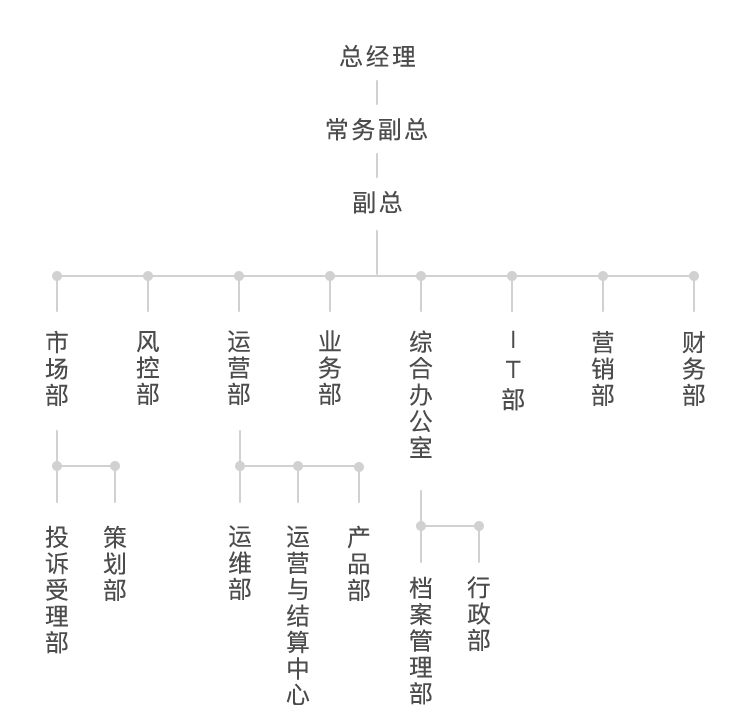 总经理
常务副总
副总
市场部
风控部
运营部
业务部
综合办公室
IT部
营销部
财务部
投诉受理部
策划部
运维部
运营与结算中心
产品部
档案管理部
行政部